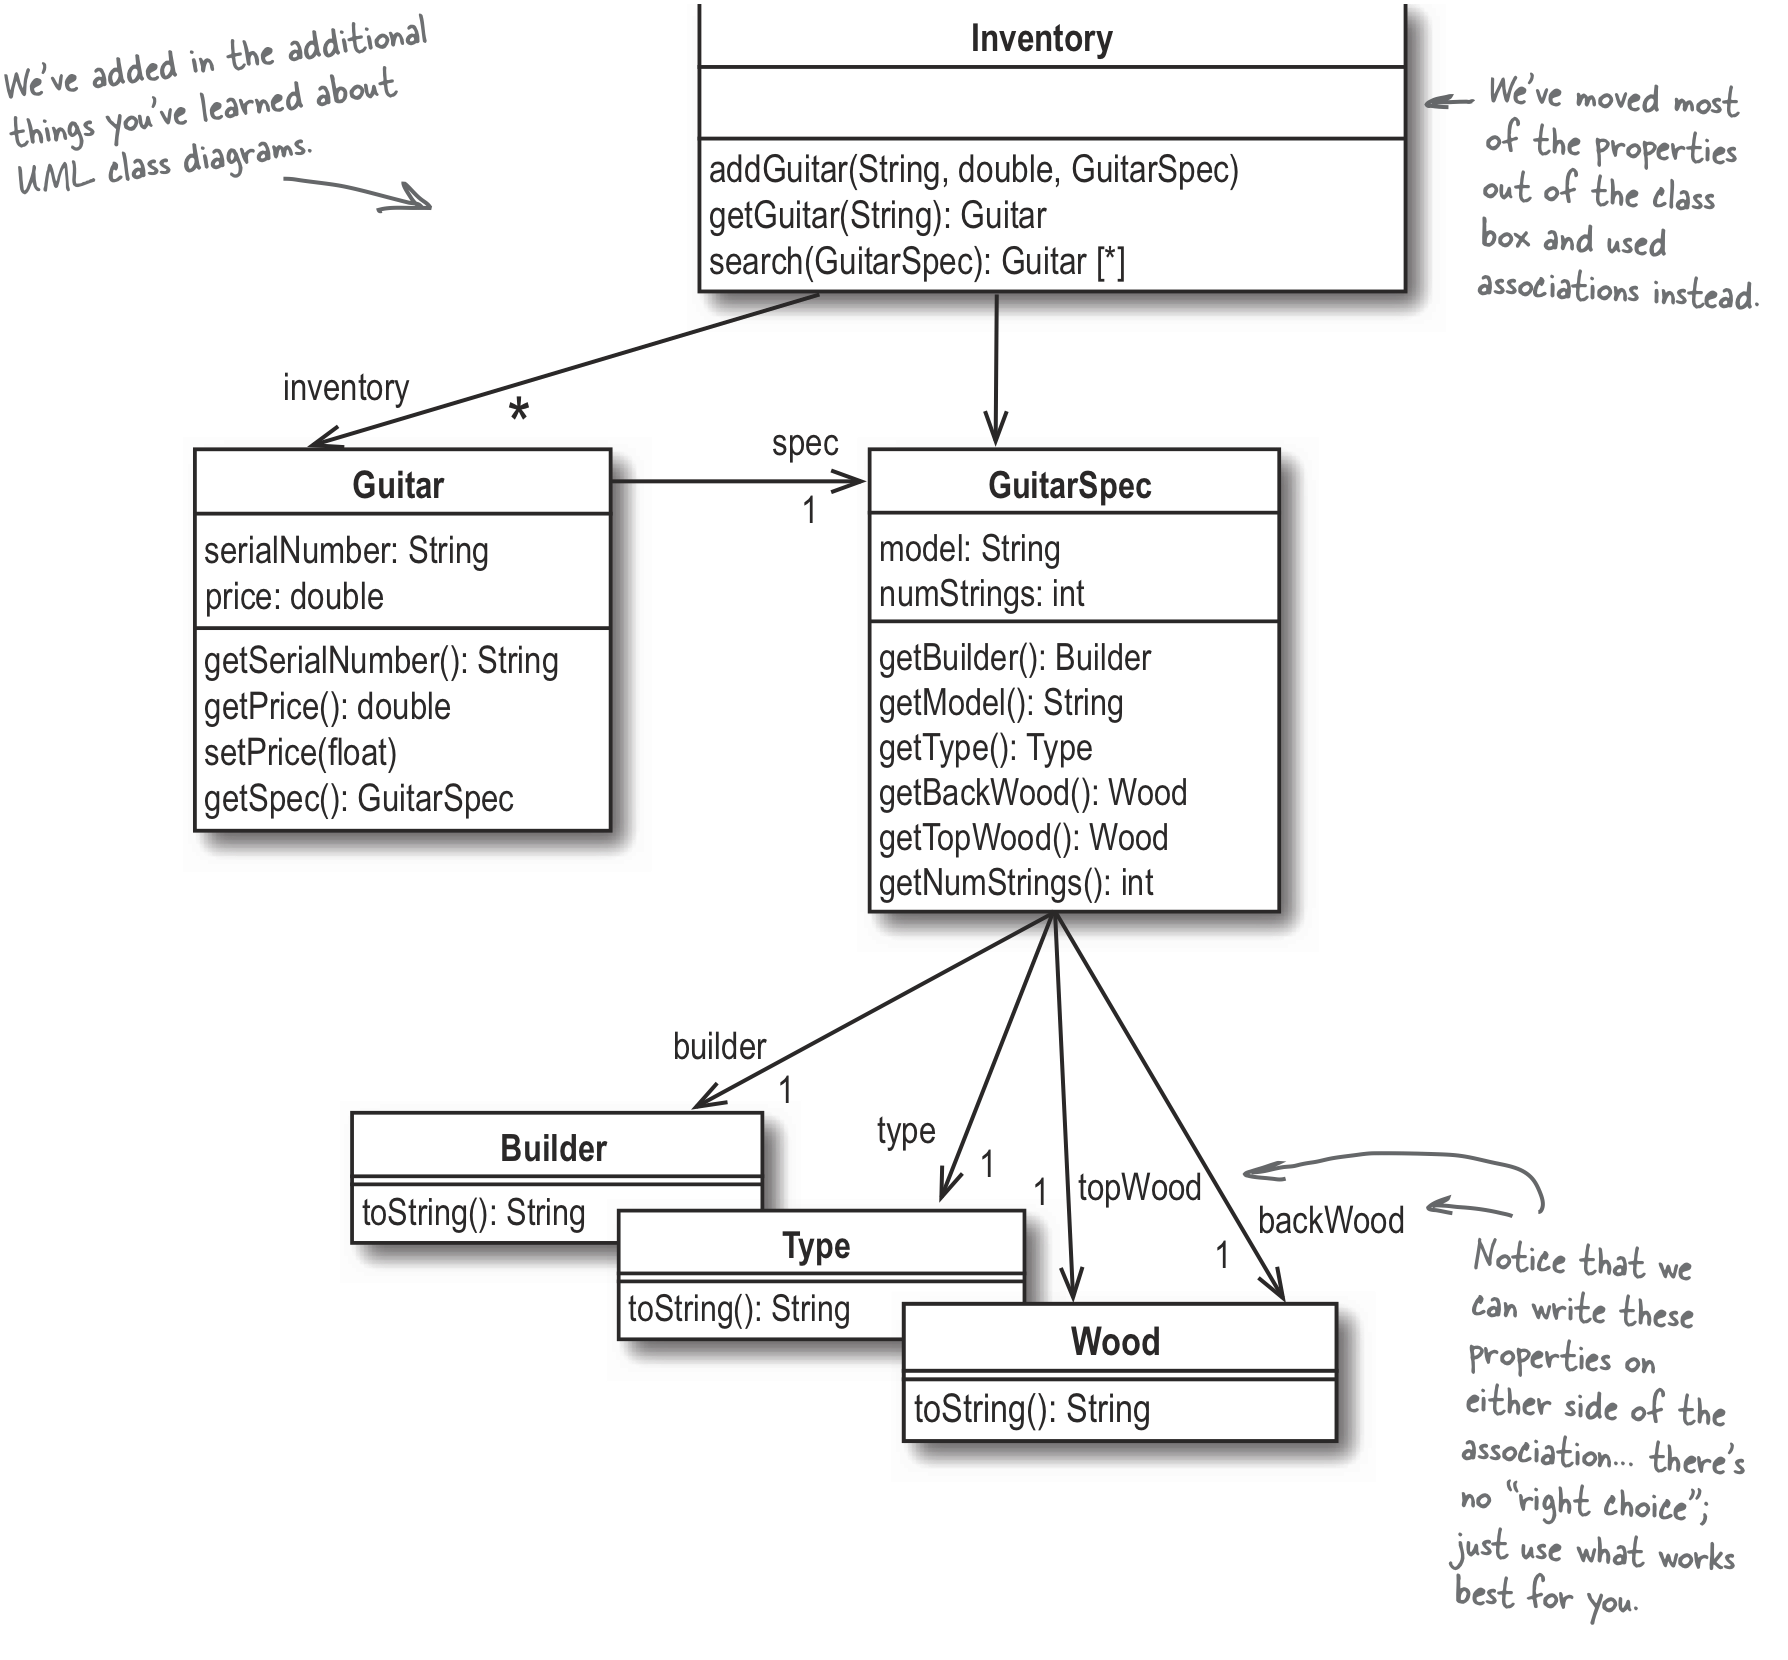 We've added in the additional
things you've learned about
UML class diagrams.
Inventory
addGuitar(String, double, GuitarSpec)
getGuitar(String): Guitar
search(GuitarSpec): Guitar [*]
We've moved most
of the properties
out of the class
box and used
associations instead.
inventory
*
spec
1
Guitar
serialNumber: String
price: double
getSerialNumber(): String
getPrice(): double
setPrice(float)
getSpec(): GuitarSpec
GuitarSpec
model: String
numStrings: int
getBuilder(): Builder
getModel(): String
getType(): Type
getBackWood(): Wood
getTopWood(): Wood
getNumStrings(): int
builder
1
type
1
1
topWood
backWood
1
Builder
toString(): String
Type
toString(): String
Wood
toString(): String
Notice that we
can write these
properties on
either side of the
association... there's
no "right choice";
just use what works
best for you.